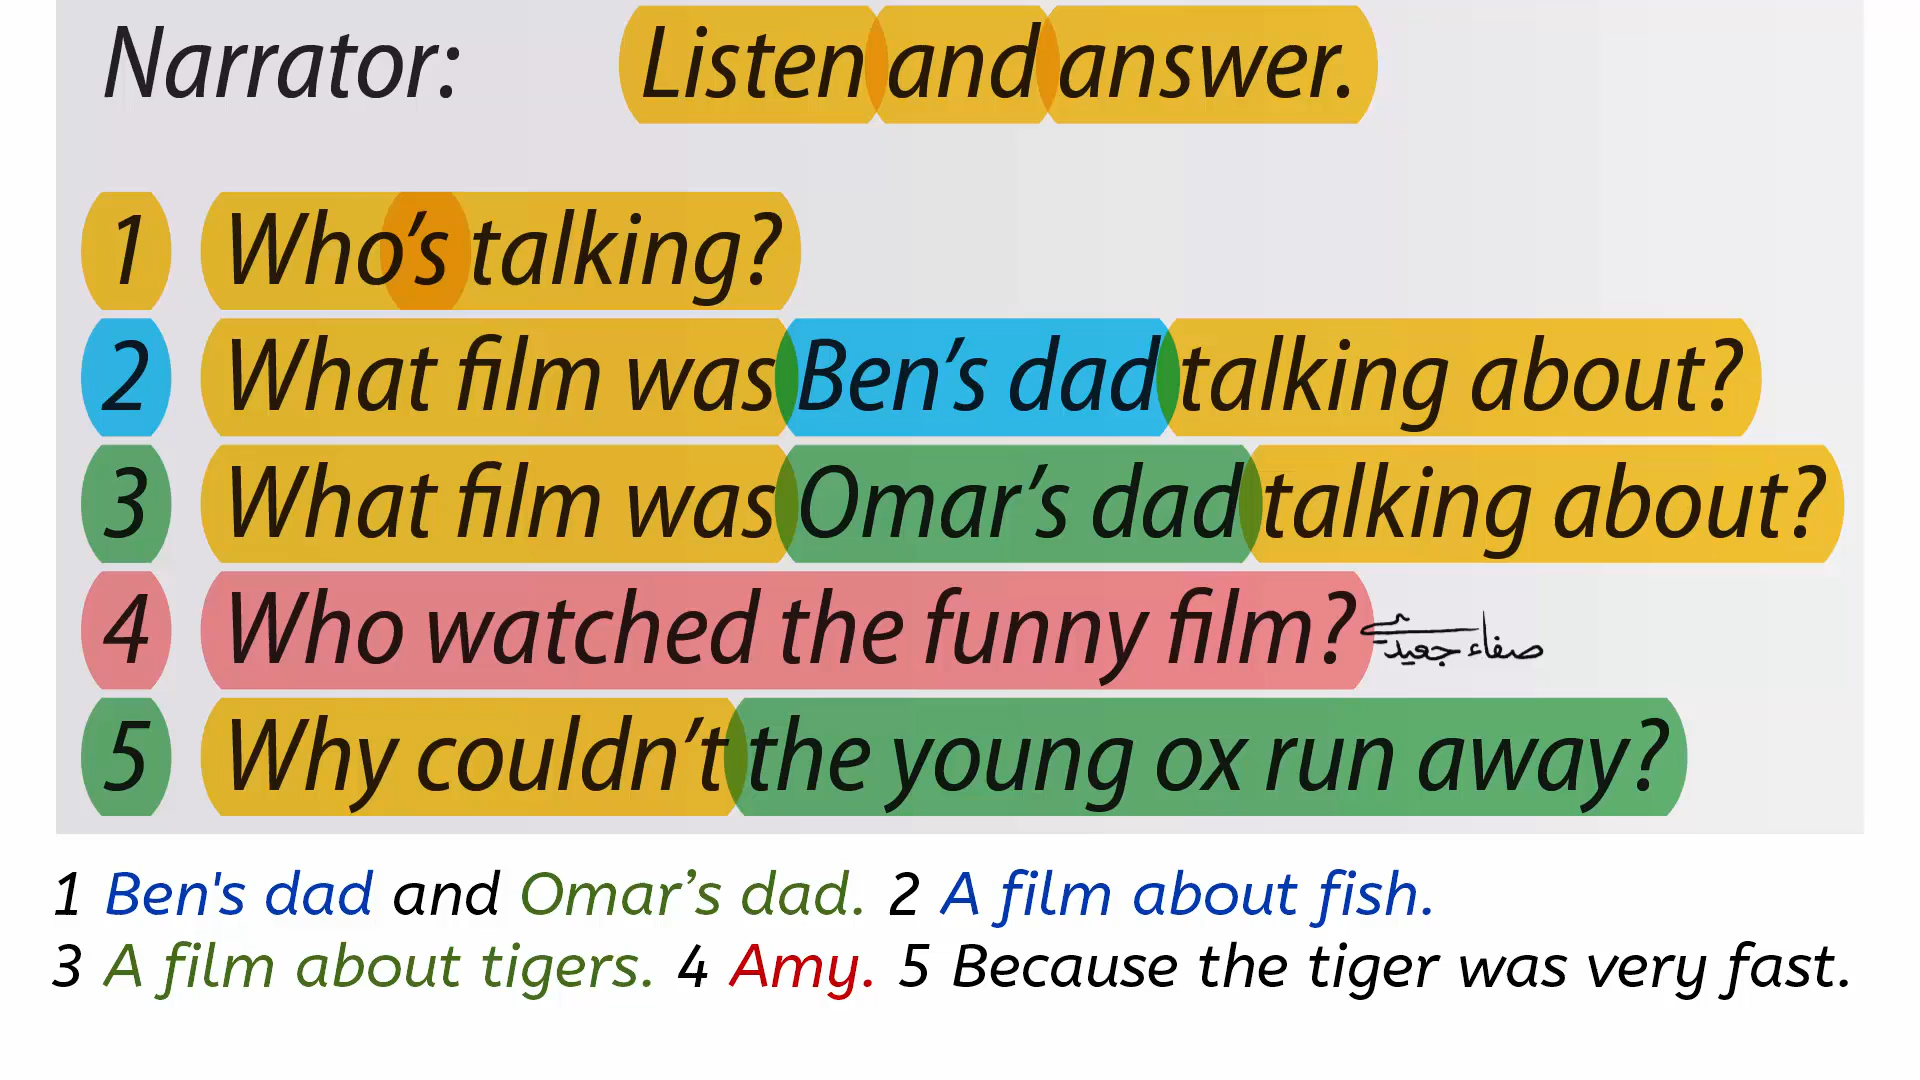 Narrator: Listen and answer.
1 Who’s talking?
2 What film was Ben’s dad talking about?
3 What film was Omar’s dad talking about?
4 Who watched the funny film?
صفاء جعيدي
5 Why couldn’t the young ox run away?
1 Ben's dad and Omar’s dad. 2 A film about fish.
3 A film about tigers. 4 Amy. 5 Because the tiger was very fast.